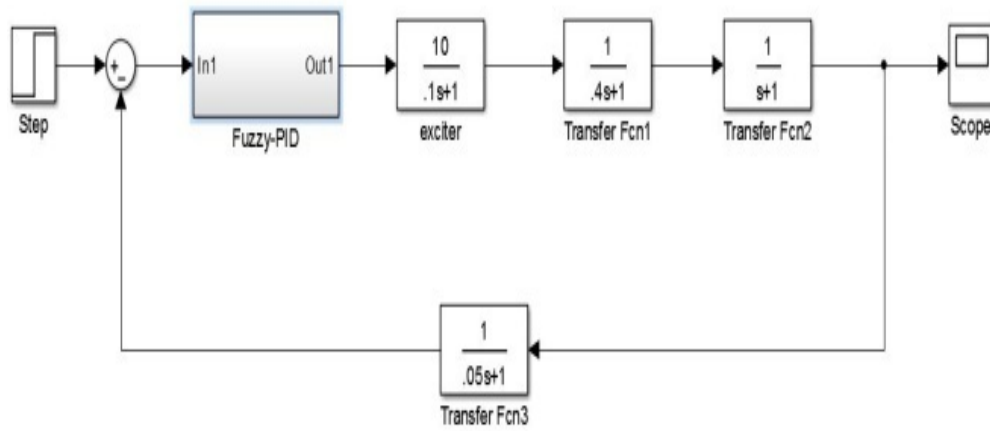 Step
+
−
In1
Out1
Fuzzy-PID
10
.1s+1
exciter
1
.4s+1
Transfer Fcn1
1
s+1
Transfer Fcn2
Scope
1
.05s+1
Transfer Fcn3